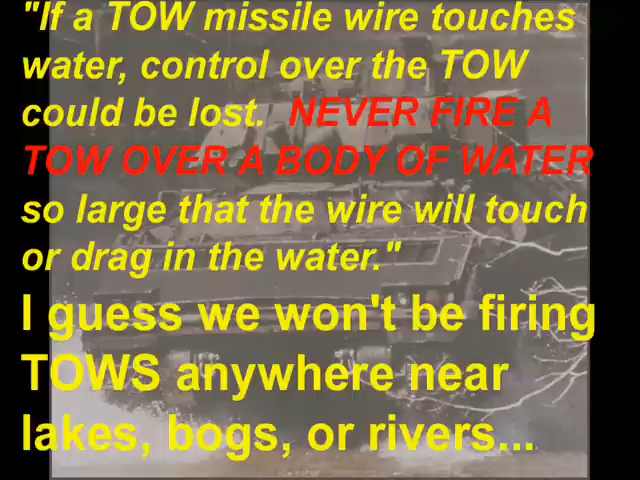 "If a TOW missile wire touches
water, control over the TOW
could be lost. NEVER FIRE A
TOW OVER A BODY OF WATER
so large that the wire will touch
or drag in the water."
I guess we won't be firing
TOWS anywhere near
lakes, bogs, or rivers...